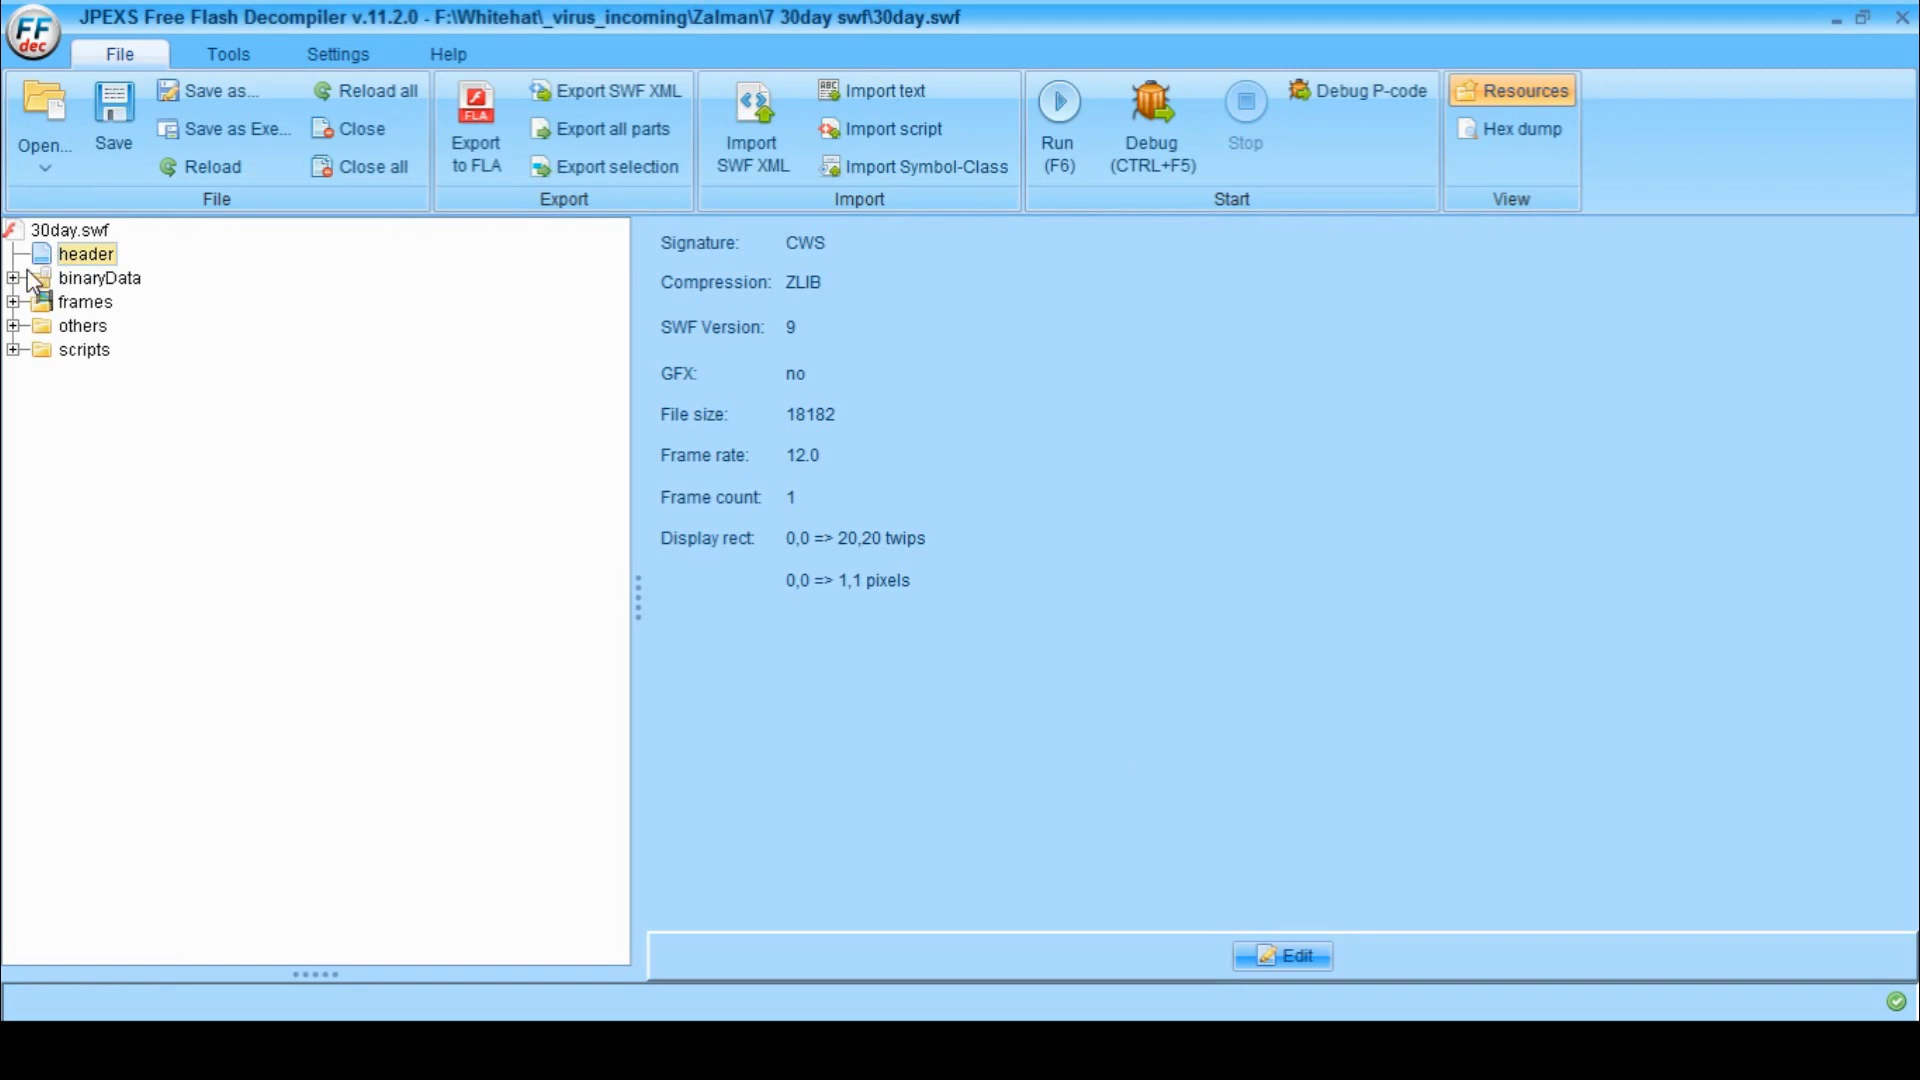 FF
dec
JPEXS Free Flash Decompiler v.11.2.0 - F:\Whitehat\_virus_incoming\Zalman\7 30day swf\30day.swf
File Tools Settings Help
Open...
Save
Save as...
Save as Exe...
Reload
Reload all
Close
Close all
File
FLA
Export
to FLA
Export SWF XML
Export all parts
Export selection
Export
Import
SWF XML
ABC
Import text
Import script
Import Symbol-Class
Import
Run
(F6)
Debug
(CTRL+F5)
Stop
Debug P-code
Start
Resources
Hex dump
View
30day.swf
header
binaryData
frames
others
scripts
Signature: CWS
Compression: ZLIB
SWF Version: 9
GFX: no
File size: 18182
Frame rate: 12.0
Frame count: 1
Display rect: 0,0 => 20,20 twips
0,0 => 1,1 pixels
Edit